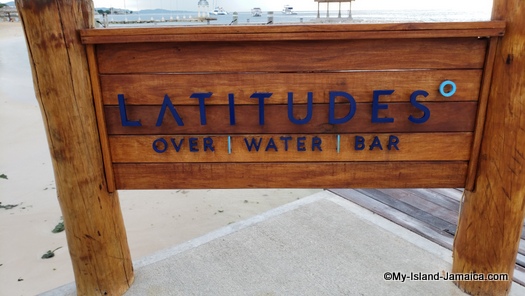 LATITUDES°
OVER | WATER | BAR
©My-Island-Jamaica.com